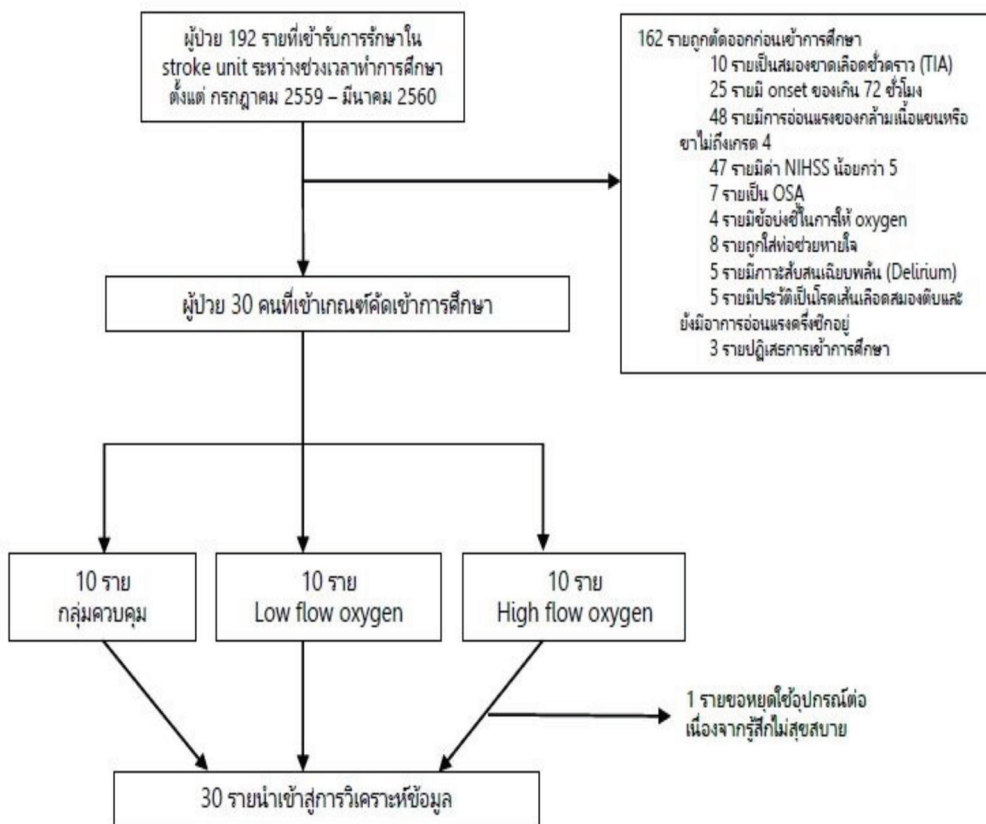 ผู้ป่วย 192 รายที่เข้ารับการรักษาใน
stroke unit ระหว่างช่วงเวลาทำการศึกษา
ตั้งแต่ กรกฎาคม 2559 – มีนาคม 2560
162 รายถูกตัดออกก่อนเข้าการศึกษา
10 รายเป็นสมองขาดเลือดชั่วคราว (TIA)
25 รายมี onset ของเกิน 72 ชั่วโมง
48 รายมีการอ่อนแรงของกล้ามเนื้อแขนหรือ
ขาไม่ถึงเกรด 4
47 รายมีค่า NIHSS น้อยกว่า 5
7 รายเป็น OSA
4 รายมีข้อบ่งชี้ในการให้ oxygen
8 รายถูกใส่ท่อช่วยหายใจ
5 รายมีภาวะสับสนเฉียบพลัน (Delirium)
5 รายมีประวัติเป็นโรคเส้นเลือดสมองตีบและ
ยังมีอาการอ่อนแรงครึ่งซีกอยู่
3 รายปฏิเสธการเข้าการศึกษา
ผู้ป่วย 30 คนที่เข้าเกณฑ์คัดเข้าการศึกษา
10 ราย
กลุ่มควบคุม
10 ราย
Low flow oxygen
10 ราย
High flow oxygen
1 รายขอหยุดใช้อุปกรณ์ต่อ
เนื่องจากรู้สึกไม่สุขสบาย
30 รายนำเข้าสู่การวิเคราะห์ข้อมูล